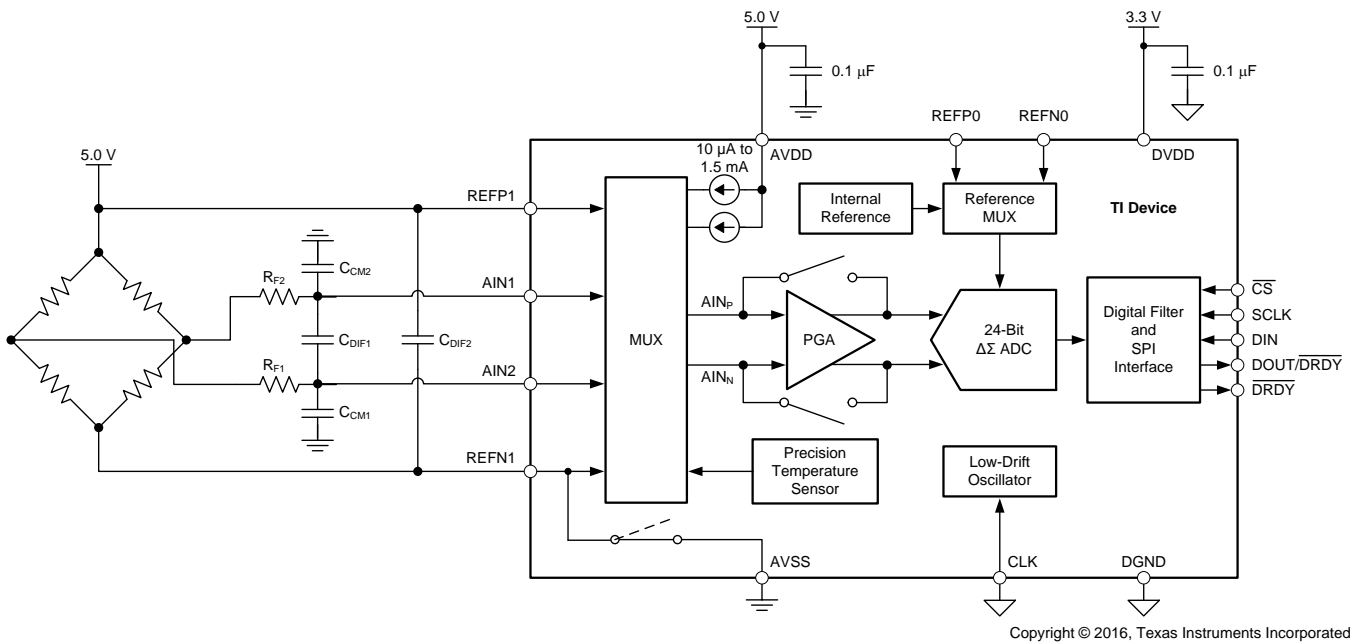 5.0 V
3.3 V
0.1 µF
0.1 µF
REFP0
REFN0
10 µA to
1.5 mA
AVDD
DVDD
5.0 V
REFP1
Internal
Reference
Reference
MUX
TI Device
CCM2
RF2
AIN1
AINP
CS
SCLK
DIN
DOUT/DRDY
DRDY
MUX
PGA
24-Bit
ΔΣ ADC
Digital Filter
and
SPI
Interface
CDIF1
CDIF2
RF1
AIN2
AINN
CCM1
REFN1
Precision
Temperature
Sensor
Low-Drift
Oscillator
AVSS
CLK
DGND
Copyright © 2016, Texas Instruments Incorporated